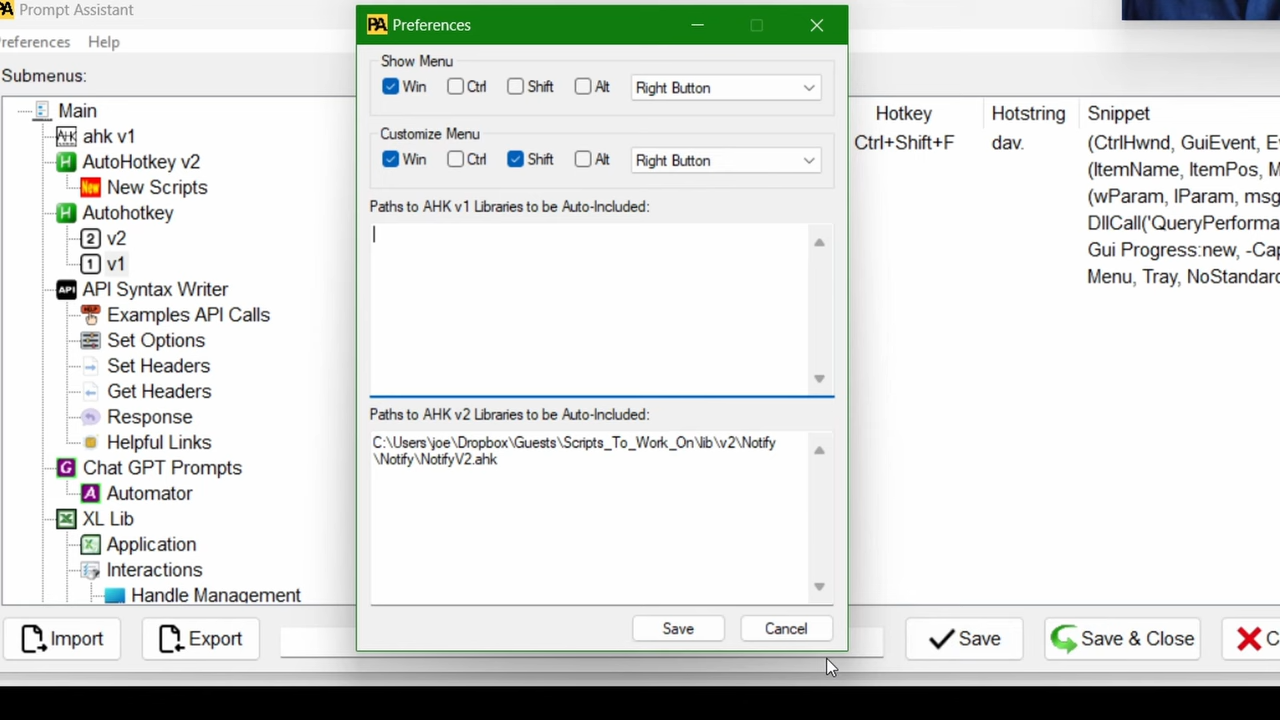 Prompt Assistant
references Help
Submenus:
Main
ahk v1
AutoHotkey v2
New Scripts
Autohotkey
v2
v1
API Syntax Writer
Examples API Calls
Set Options
Set Headers
Get Headers
Response
Helpful Links
Chat GPT Prompts
Automator
XL Lib
Application
Interactions
Handle Management
Import Export
PA Preferences
Show Menu
Win Ctrl Shift Alt Right Button
Customize Menu
Win Ctrl Shift Alt Right Button
Paths to AHK v1 Libraries to be Auto-Included:
Paths to AHK v2 Libraries to be Auto-Included:
C:\Users\joe\Dropbox\Guests\Scripts_To_Work_On\lib\v2\Notify
\Notify\NotifyV2.ahk
Save Cancel
Hotkey Hotstring Snippet
Ctrl+Shift+F dav. (CtrlHwnd, GuiEvent, E
(ItemName, ItemPos, M
(wParam, lParam, msg
DllCall('QueryPerforma
Gui Progress:new, -Cap
Menu, Tray, NoStandard
Save Save & Close C